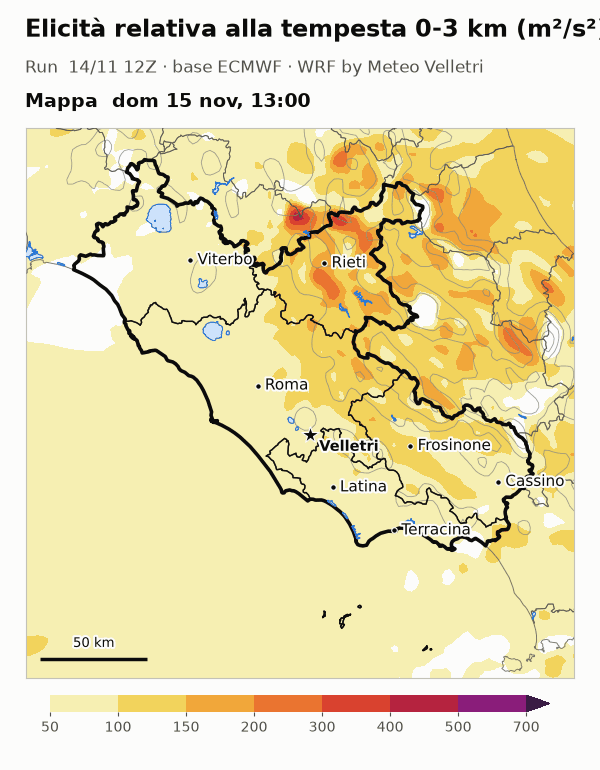 Elicità relativa alla tempesta 0-3 km (m²/s²)
Run 14/11 12Z · base ECMWF · WRF by Meteo Velletri
Mappa dom 15 nov, 13:00
Viterbo
Rieti
Roma
Velletri
Frosinone
Latina
Cassino
Terracina
50 km
50 100 150 200 300 400 500 700